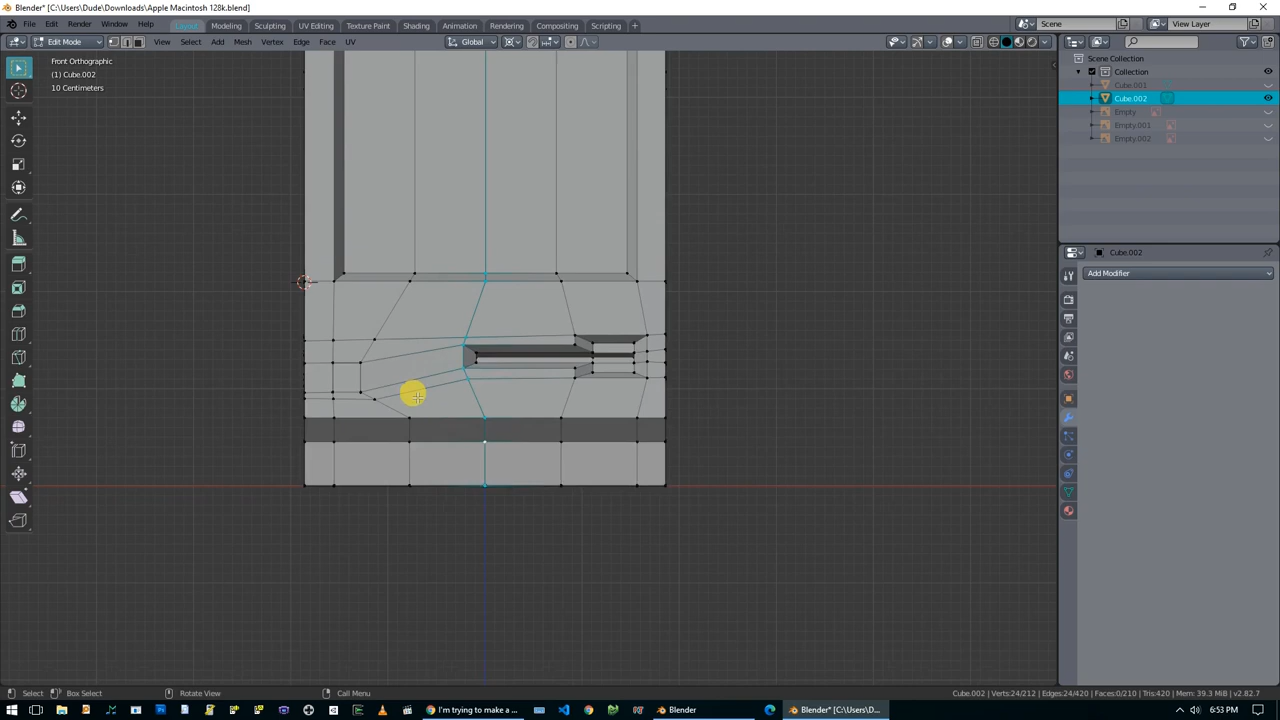 Blender* [C:\Users\Dude\Downloads\Apple Macintosh 128k.blend]
File Edit Render Window Help Layout Modeling Sculpting UV Editing Texture Paint Shading Animation Rendering Compositing Scripting + Scene View Layer
Edit Mode View Select Add Mesh Vertex Edge Face UV Global
Front Orthographic
(1) Cube.002
10 Centimeters
Scene Collection
Collection
Cube.001
Cube.002
Empty
Empty.001
Empty.002
Cube.002
Add Modifier
Select Box Select Rotate View Call Menu Cube.002 | Verts:24/212 | Edges:24/420 | Faces:0/210 | Tris:420 | Mem: 39.3 MiB | v2.82.7
I'm trying to make a ... Blender Blender* [C:\Users\D... 6:53 PM